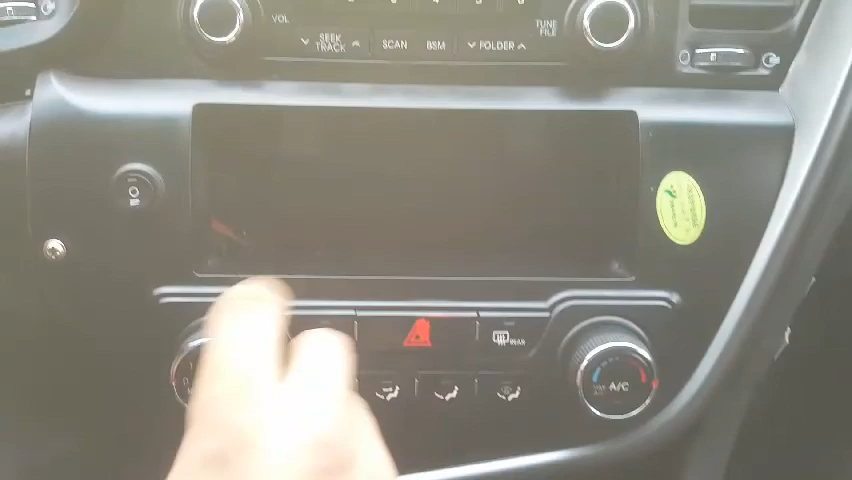 VOL
SEEK
TRACK
SCAN
BSM
FOLDER
TUNE
FILE
REAR
A/C